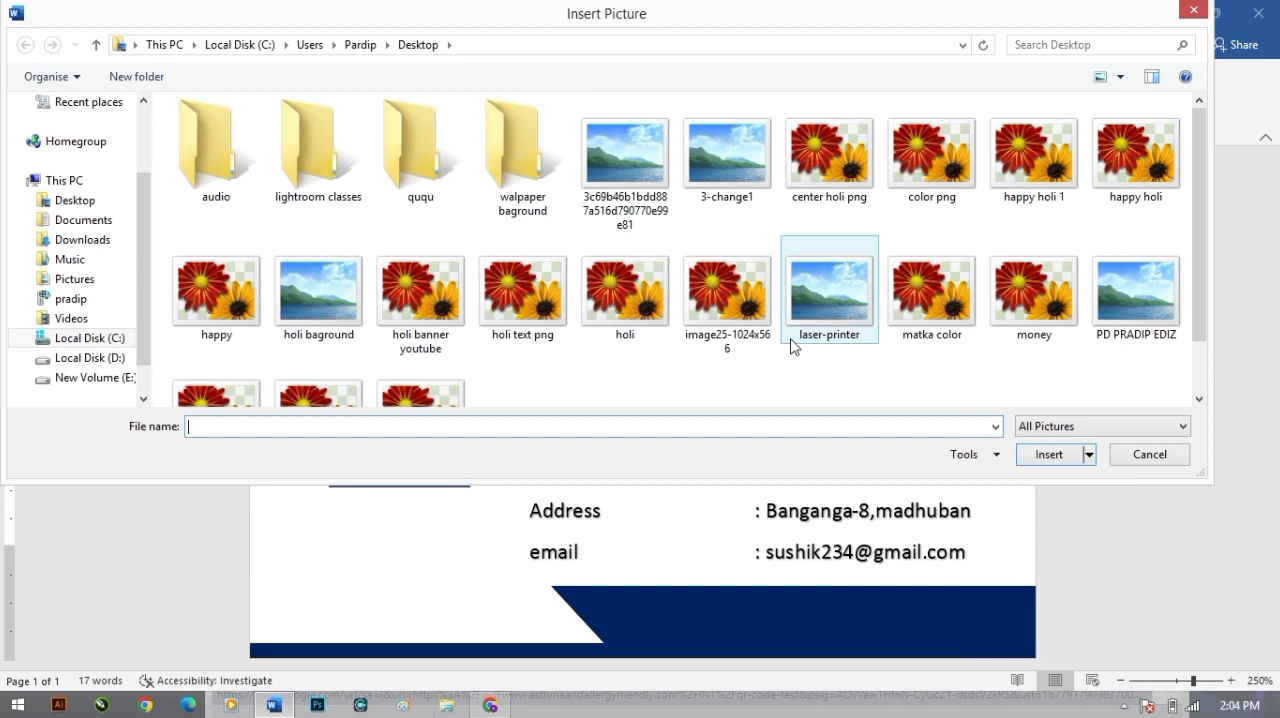 Insert Picture
This PC Local Disk (C:) Users Pardip Desktop
Search Desktop
Share
Organise New folder
Recent places
Homegroup
This PC
Desktop
Documents
Downloads
Music
Pictures
pradip
Videos
Local Disk (C:)
Local Disk (D:)
New Volume (E:)
audio
lightroom classes
ququ
walpaper
baground
3c69b46b1bdd88
7a516d790770e99
e81
3-change1
center holi png
color png
happy holi 1
happy holi
happy
holi baground
holi banner
youtube
holi text png
holi
image25-1024x56
6
laser-printer
matka color
money
PD PRADIP EDIZ
File name:
All Pictures
Tools Insert Cancel
Address : Banganga-8,madhuban
email : sushik234@gmail.com
Page 1 of 1 17 words Accessibility: Investigate
250%
2:04 PM